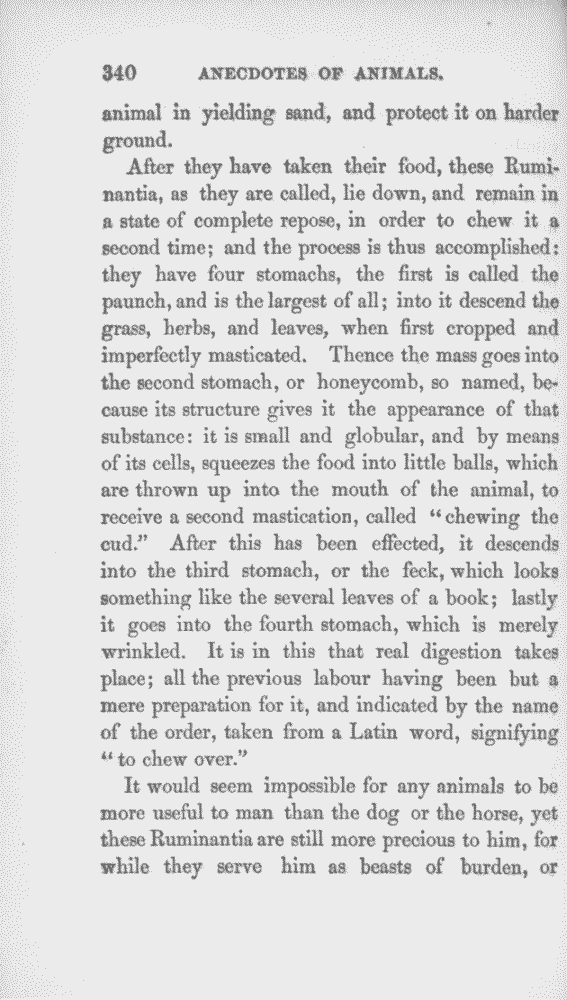 340 ANECDOTES OF ANIMALS.
animal in yielding sand, and protect it on harder
ground.
After they have taken their food, these Rumi-
nantia, as they are called, lie down, and remain in
a state of complete repose, in order to chew it a
second time; and the process is thus accomplished:
they have four stomachs, the first is called the
paunch, and is the largest of all; into it descend the
grass, herbs, and leaves, when first cropped and
imperfectly masticated. Thence the mass goes into
the second stomach, or honeycomb, so named, be-
cause its structure gives it the appearance of that
substance: it is small and globular, and by means
of its cells, squeezes the food into little balls, which
are thrown up into the mouth of the animal, to
receive a second mastication, called “chewing the
cud.” After this has been effected, it descends
into the third stomach, or the feck, which looks
something like the several leaves of a book; lastly
it goes into the fourth stomach, which is merely
wrinkled. It is in this that real digestion takes
place; all the previous labour having been but a
mere preparation for it, and indicated by the name
of the order, taken from a Latin word, signifying
“to chew over.”
It would seem impossible for any animals to be
more useful to man than the dog or the horse, yet
these Ruminantia are still more precious to him, for
while they serve him as beasts of burden, or